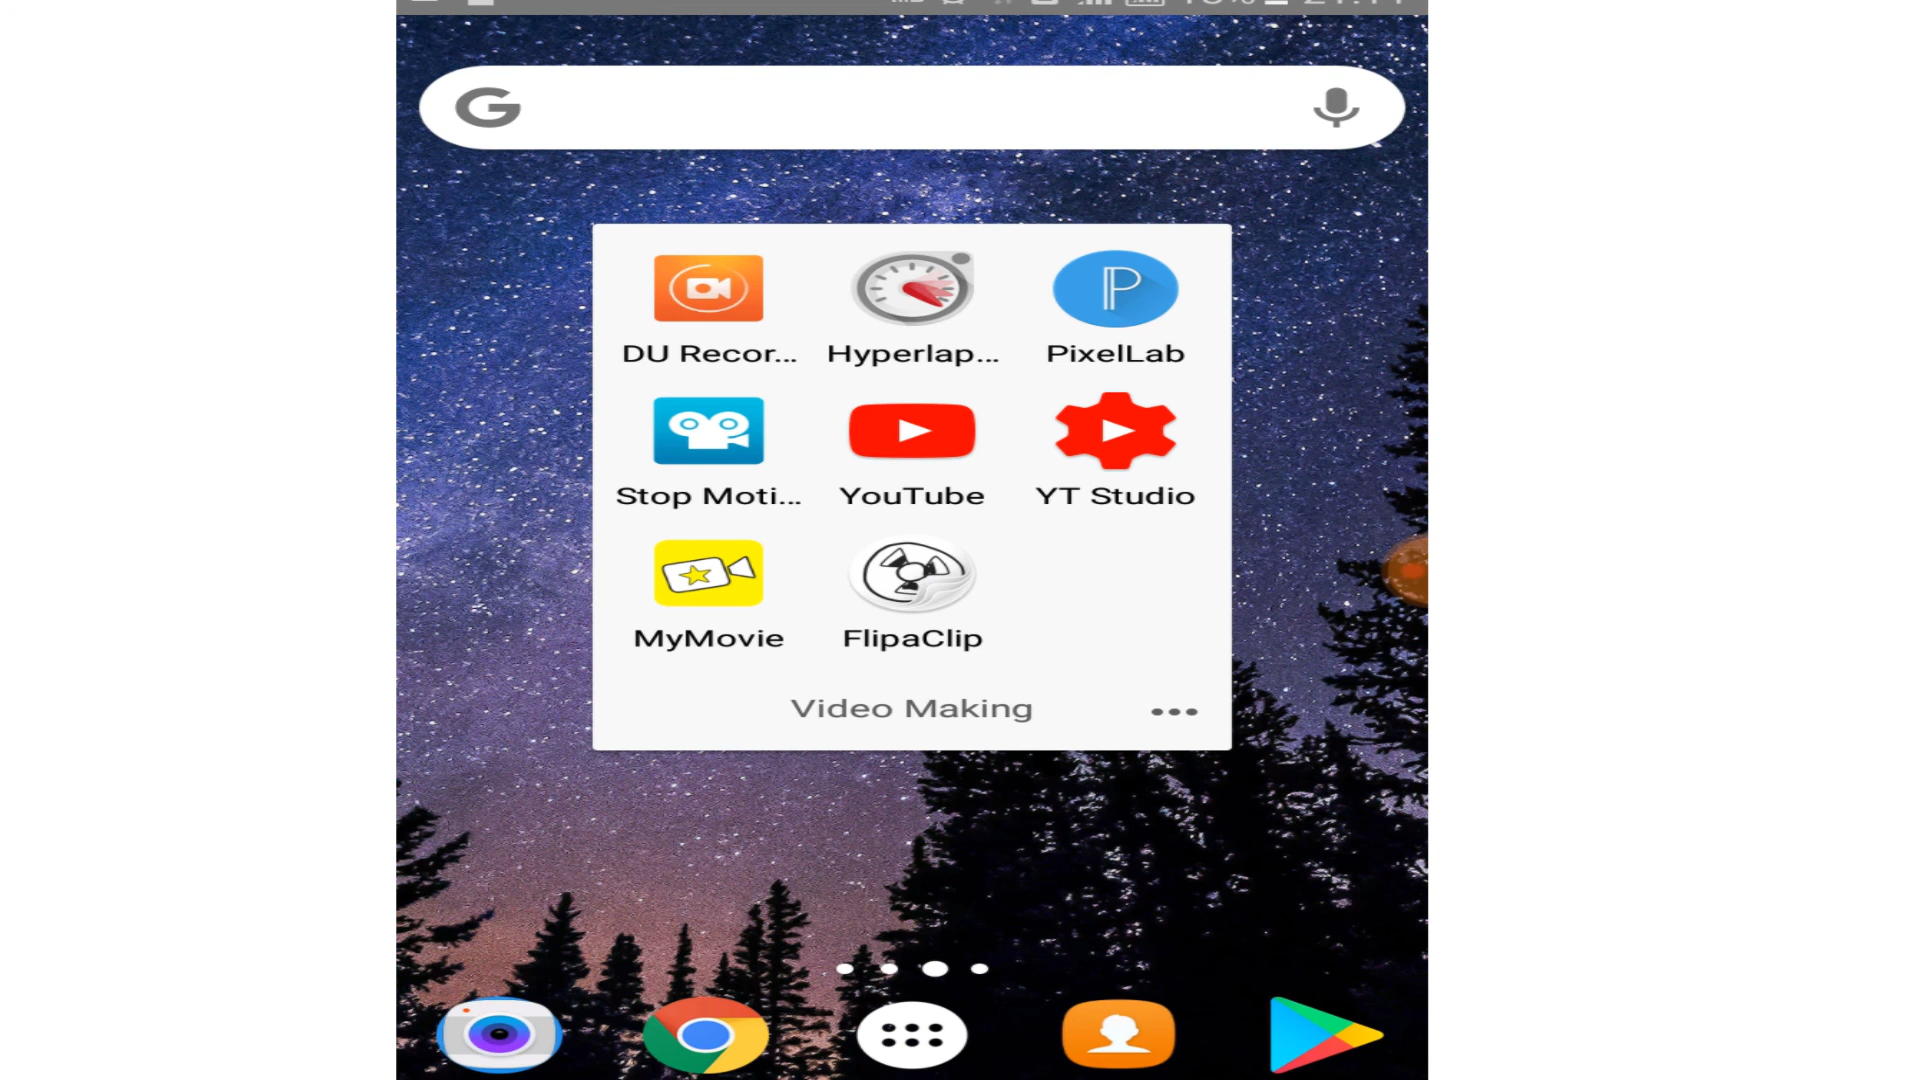 G
DU Recor... Hyperlap... PixelLab
Stop Moti... YouTube YT Studio
MyMovie FlipaClip
Video Making